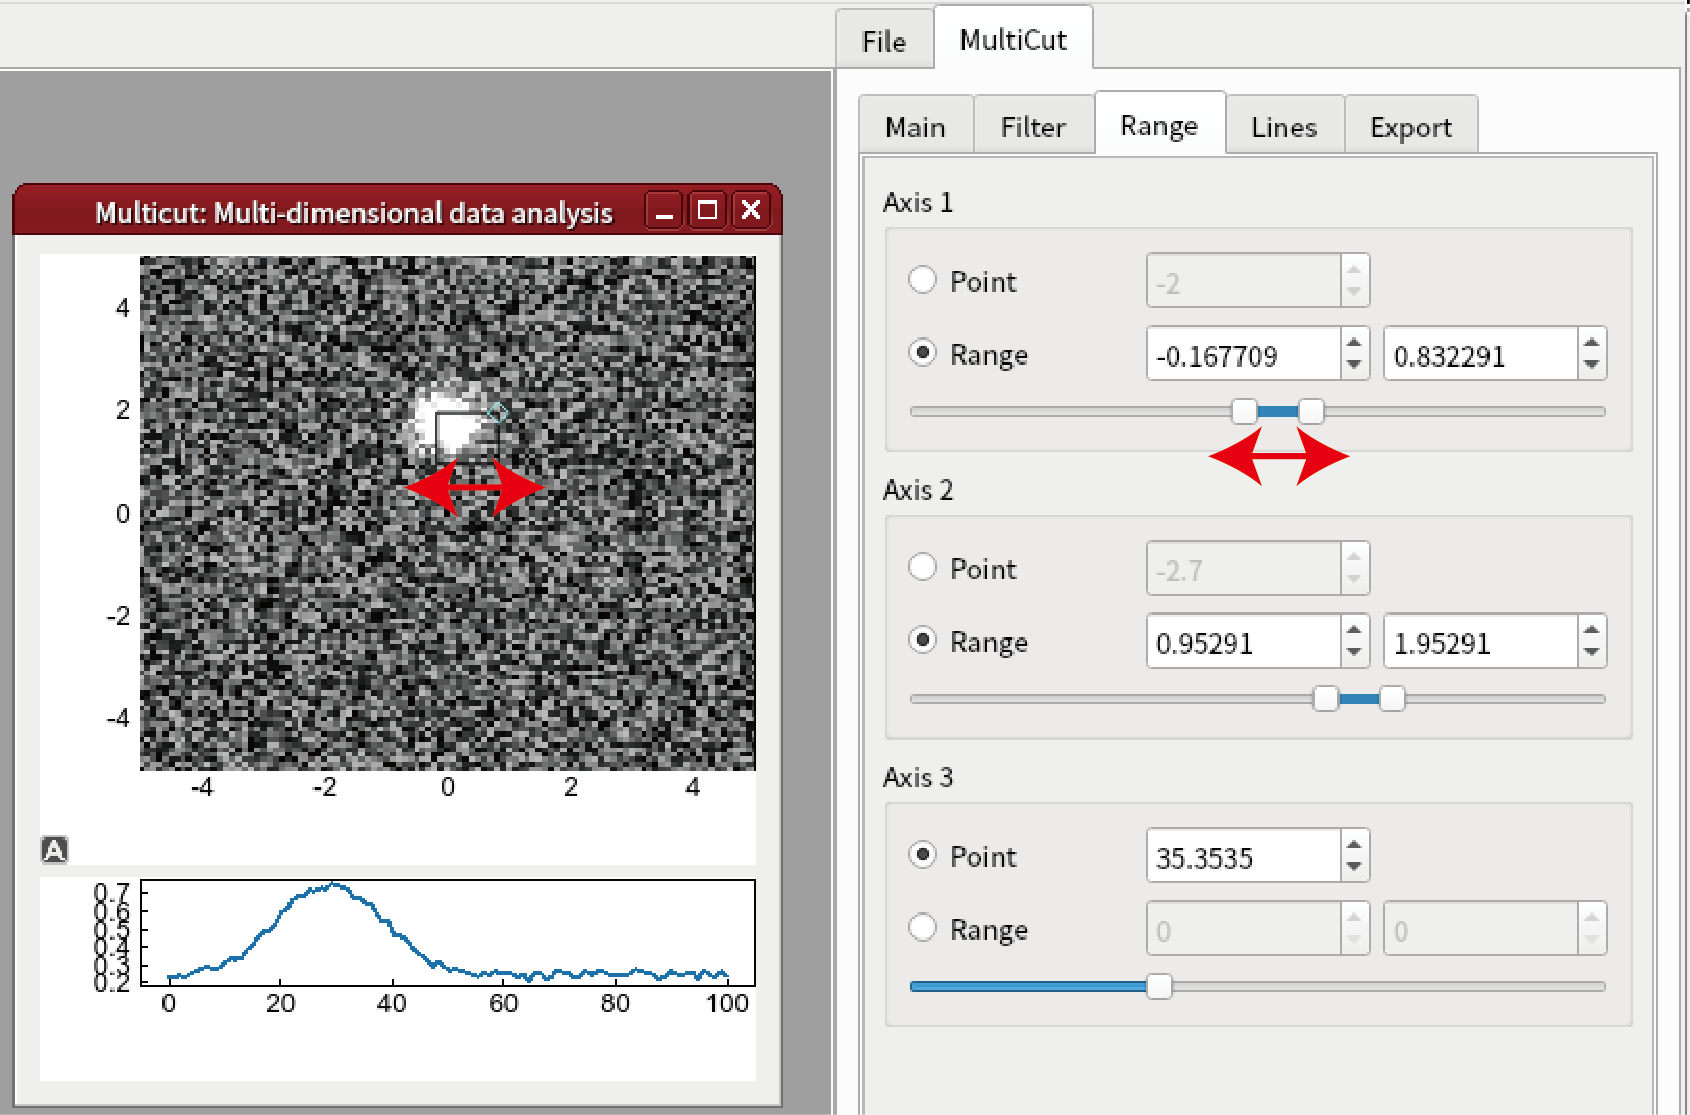 File MultiCut
Main Filter Range Lines Export
Multicut: Multi-dimensional data analysis
4
2
0
-2
-4
-4 -2 0 2 4
A
0.7
0.6
0.5
0.4
0.3
0.2
0 20 40 60 80 100
Axis 1
Point -2
Range -0.167709 0.832291
Axis 2
Point -2.7
Range 0.95291 1.95291
Axis 3
Point 35.3535
Range 0 0